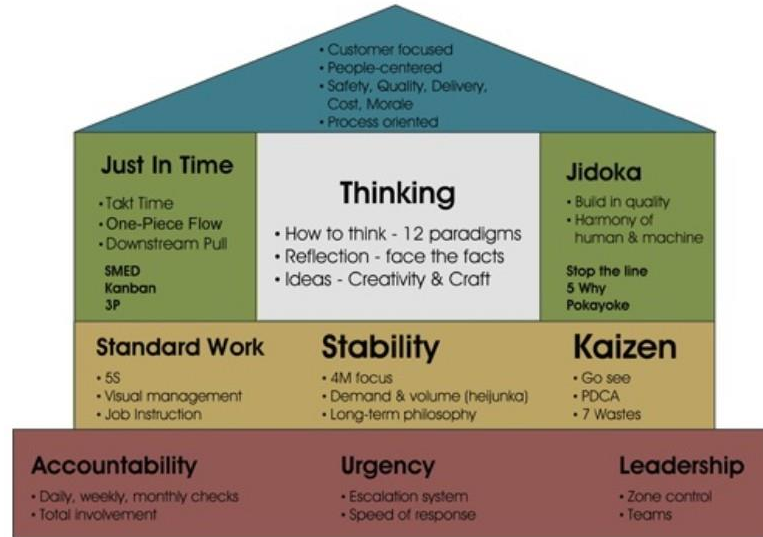 • Customer focused
• People-centered
• Safety, Quality, Delivery,
Cost, Morale
• Process oriented
Just In Time
• Takt Time
• One-Piece Flow
• Downstream Pull
SMED
Kanban
3P
Thinking
• How to think - 12 paradigms
• Reflection - face the facts
• Ideas - Creativity & Craft
Jidoka
• Build in quality
• Harmony of
human & machine
Stop the line
5 Why
Pokayoke
Standard Work
• 5S
• Visual management
• Job Instruction
Stability
• 4M focus
• Demand & volume (heijunka)
• Long-term philosophy
Kaizen
• Go see
• PDCA
• 7 Wastes
Accountability
• Daily, weekly, monthly checks
• Total involvement
Urgency
• Escalation system
• Speed of response
Leadership
• Zone control
• Teams